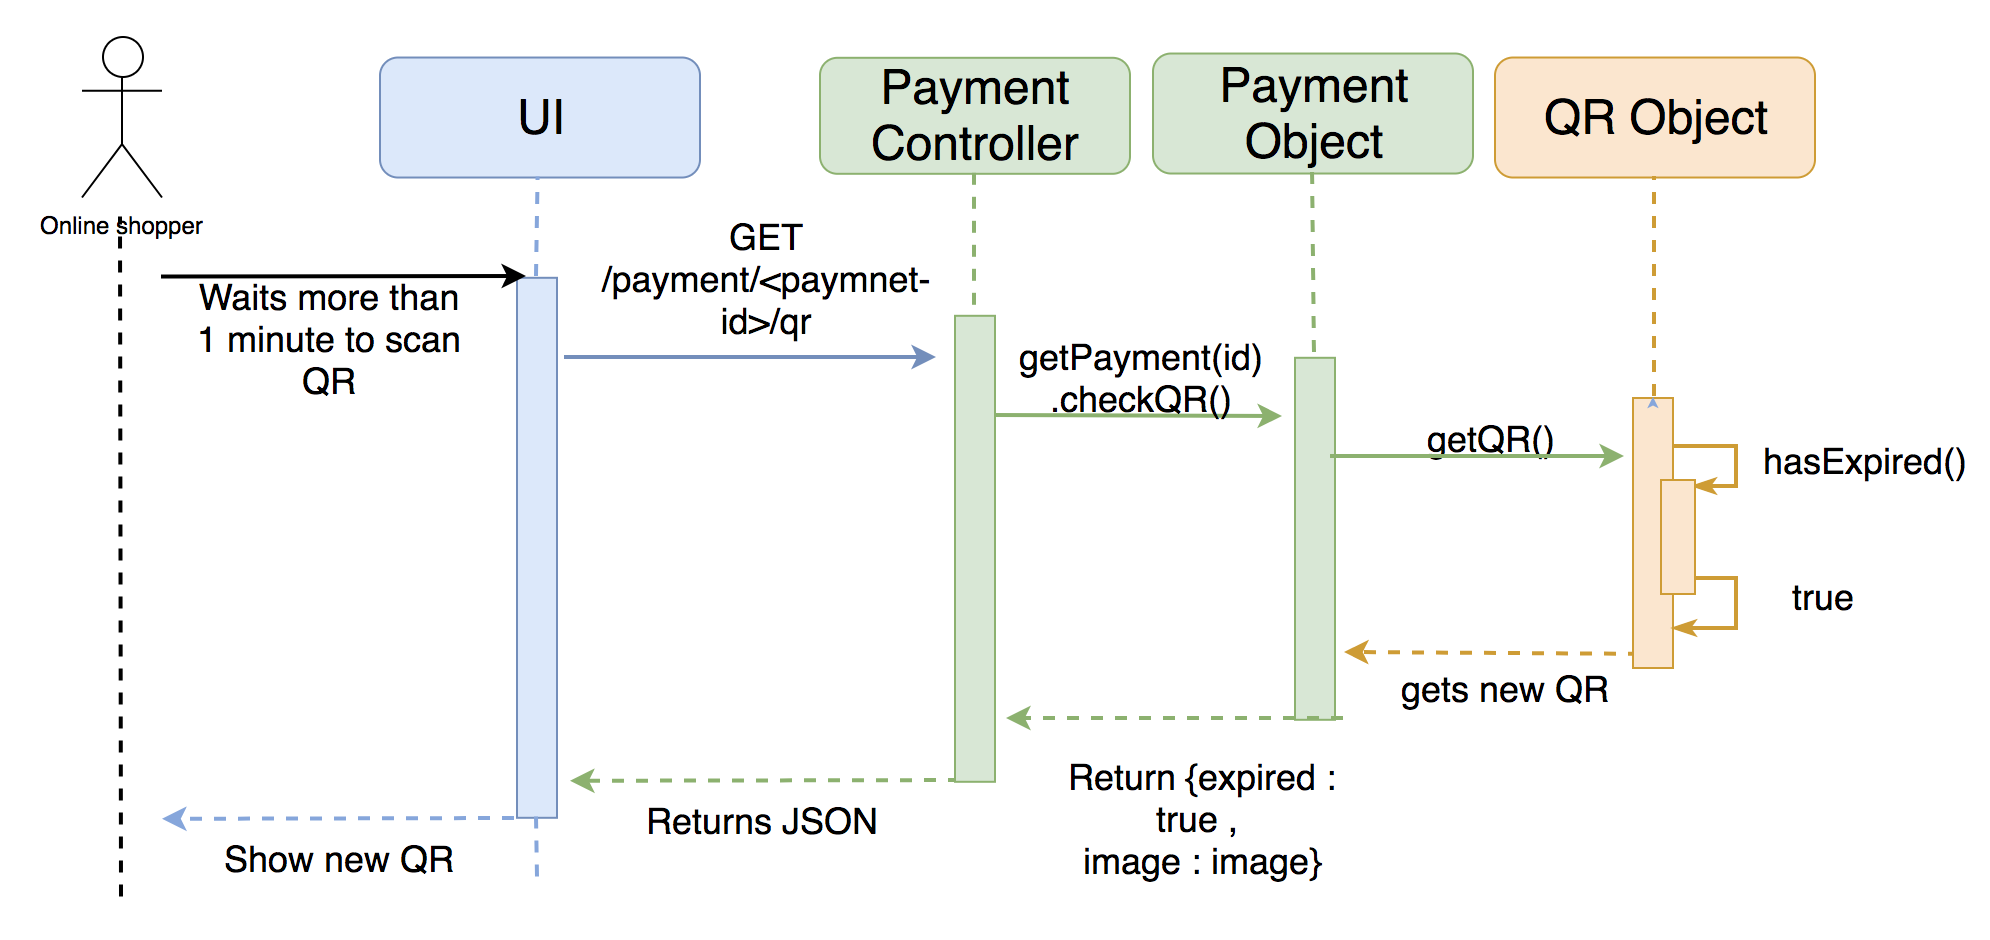 Online shopper
UI
Payment
Controller
Payment
Object
QR Object
Waits more than
1 minute to scan
QR
GET
/payment/<paymnet-
id>/qr
getPayment(id)
.checkQR()
getQR()
hasExpired()
true
gets new QR
Return {expired :
true ,
image : image}
Returns JSON
Show new QR